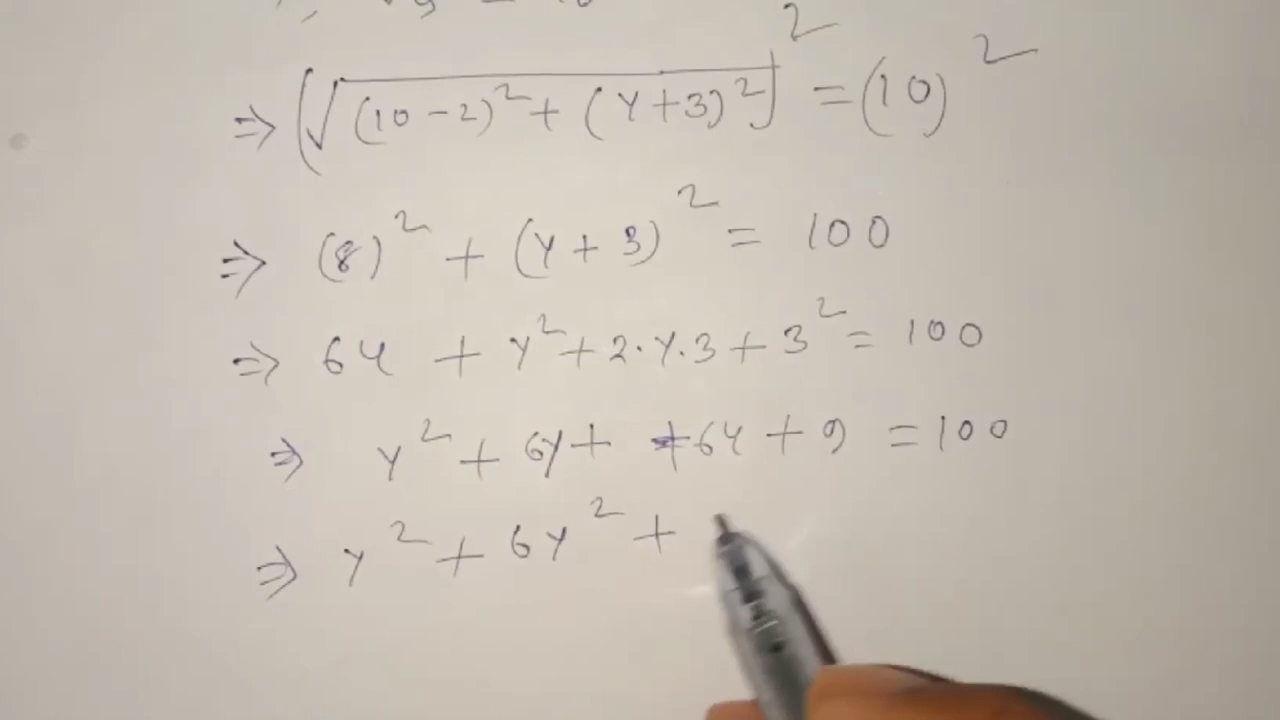 ⇒ (√(10-2)² + (y+3)²)² = (10)²
⇒ (8)² + (y+3)² = 100
⇒ 64 + y² + 2·y·3 + 3² = 100
⇒ y² + 6y + +64 + 9 = 100
⇒ y² + 6y² +